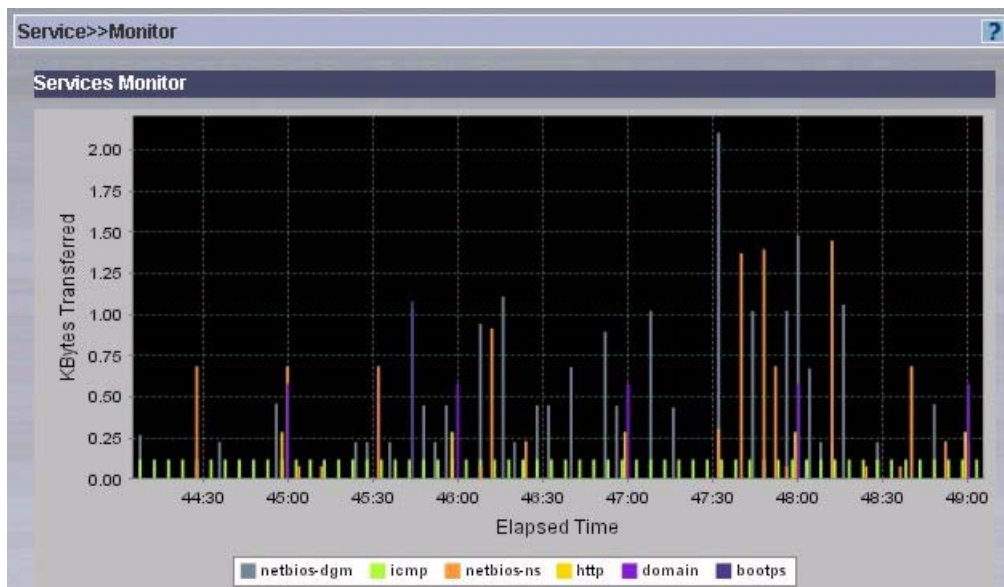 Service>>Monitor
?
Services Monitor
KBytes Transferred
2.00
1.75
1.50
1.25
1.00
0.75
0.50
0.25
0.00
44:30 45:00 45:30 46:00 46:30 47:00 47:30 48:00 48:30 49:00
Elapsed Time
netbios-dgm icmp netbios-ns http domain bootps